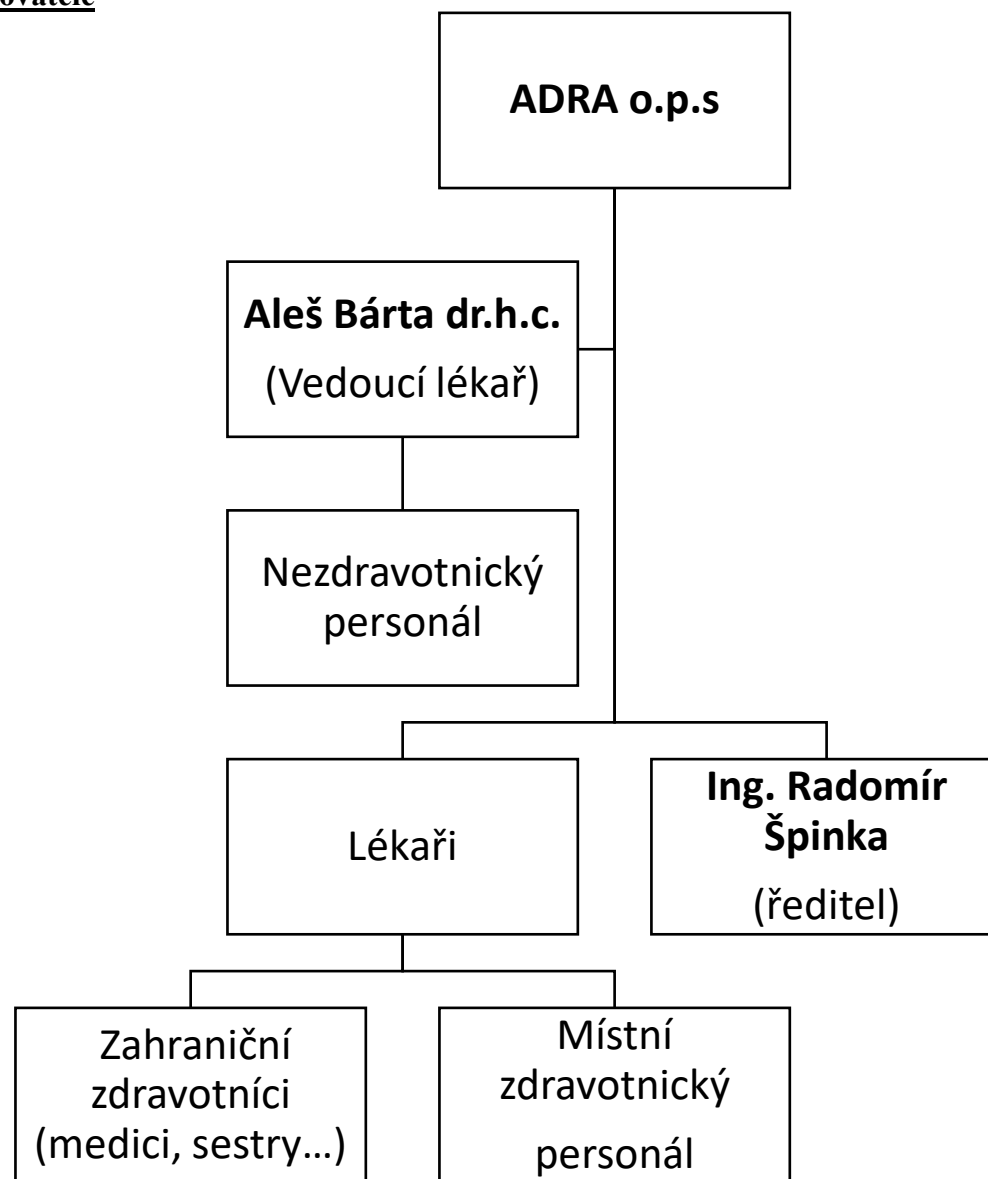 ADRA o.p.s
Aleš Bárta dr.h.c.
(Vedoucí lékař)
Nezdravotnický
personál
Lékaři
Ing. Radomír
Špinka
(ředitel)
Zahraniční
zdravotníci
(medici, sestry...)
Místní
zdravotnický
personál